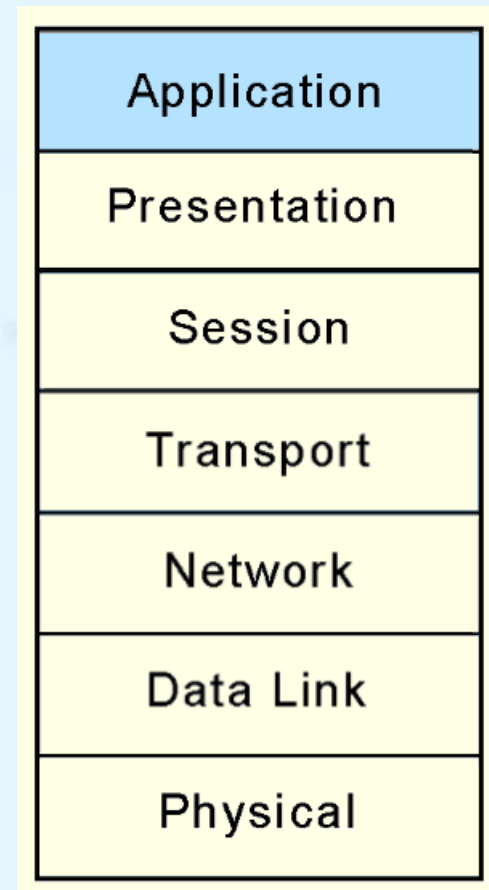 Application
Presentation
Session
Transport
Network
Data Link
Physical